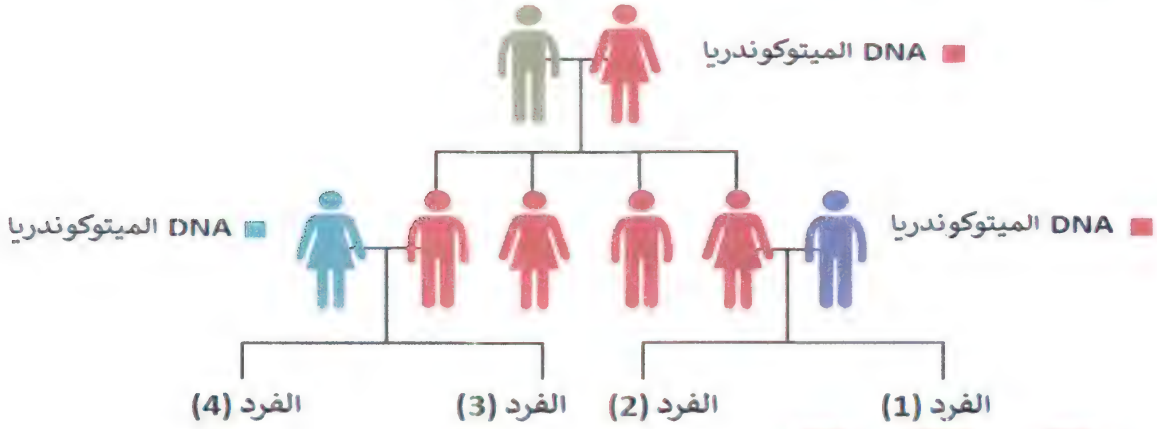 DNA الميتوكوندريا
DNA الميتوكوندريا
DNA الميتوكوندريا
الفرد (1)
الفرد (2)
الفرد (3)
الفرد (4)